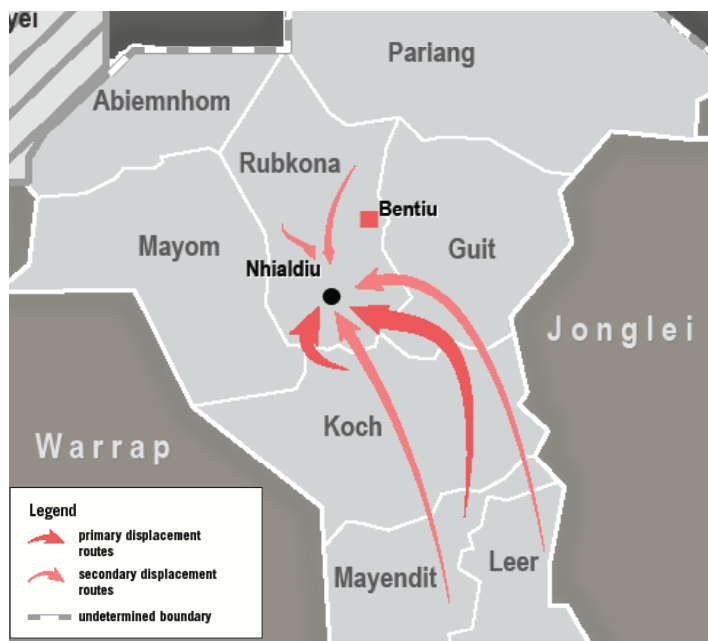 yei
Pariang
Abiemnhom
Rubkona
Bentiu
Mayom
Guit
Nhialdiu
Jonglei
Koch
Warrap
Legend
primary displacement
routes
secondary displacement
routes
undetermined boundary
Mayendit
Leer